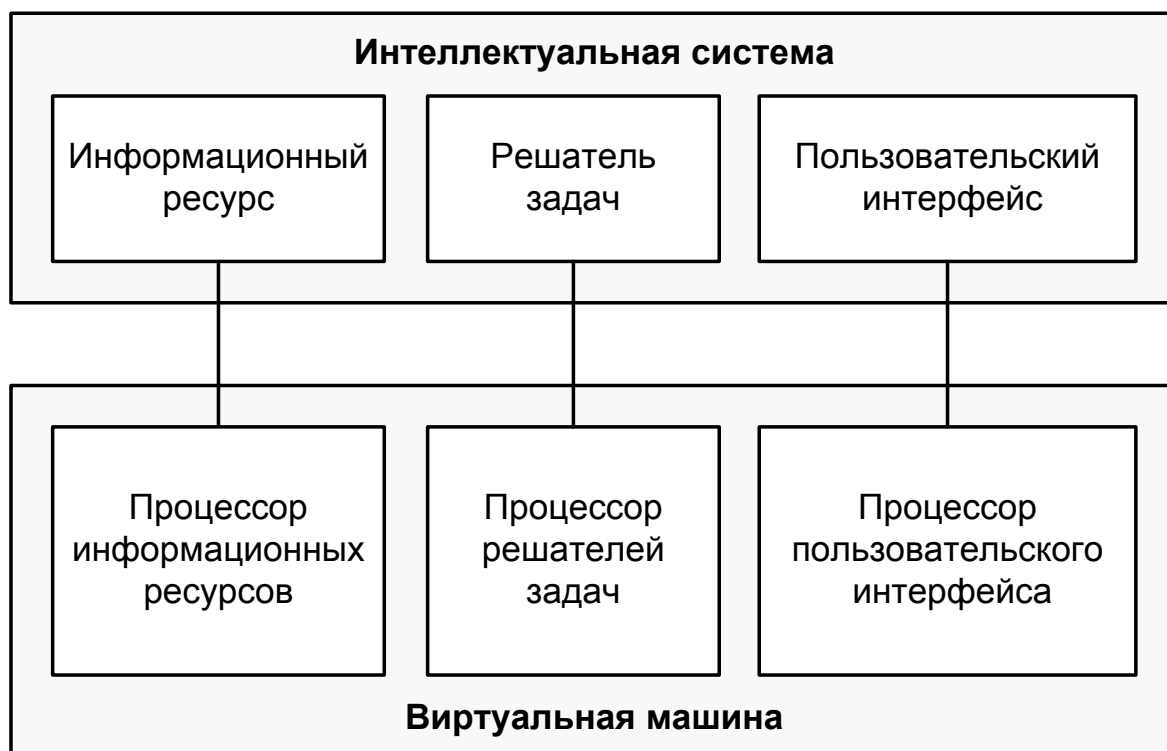 Интеллектуальная система
Информационный
ресурс
Решатель
задач
Пользовательский
интерфейс
Процессор
информационных
ресурсов
Процессор
решателей
задач
Процессор
пользовательского
интерфейса
Виртуальная машина